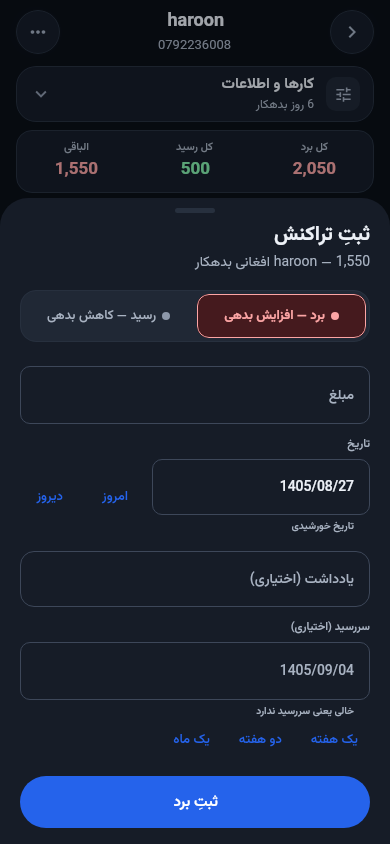 haroon
0792236008
کارها و اطلاعات
6 روز بدهکار
کل برد
کل رسید
الباقی
2,050
500
1,550
ثبتِ تراکنش
haroon — 1,550 افغانی بدهکار
برد — افزایش بدهی
رسید — کاهش بدهی
مبلغ
تاریخ
1405/08/27
امروز
دیروز
تاریخ خورشیدی
یادداشت (اختیاری)
سررسید (اختیاری)
1405/09/04
خالی یعنی سررسید ندارد
یک هفته
دو هفته
یک ماه
ثبتِ برد